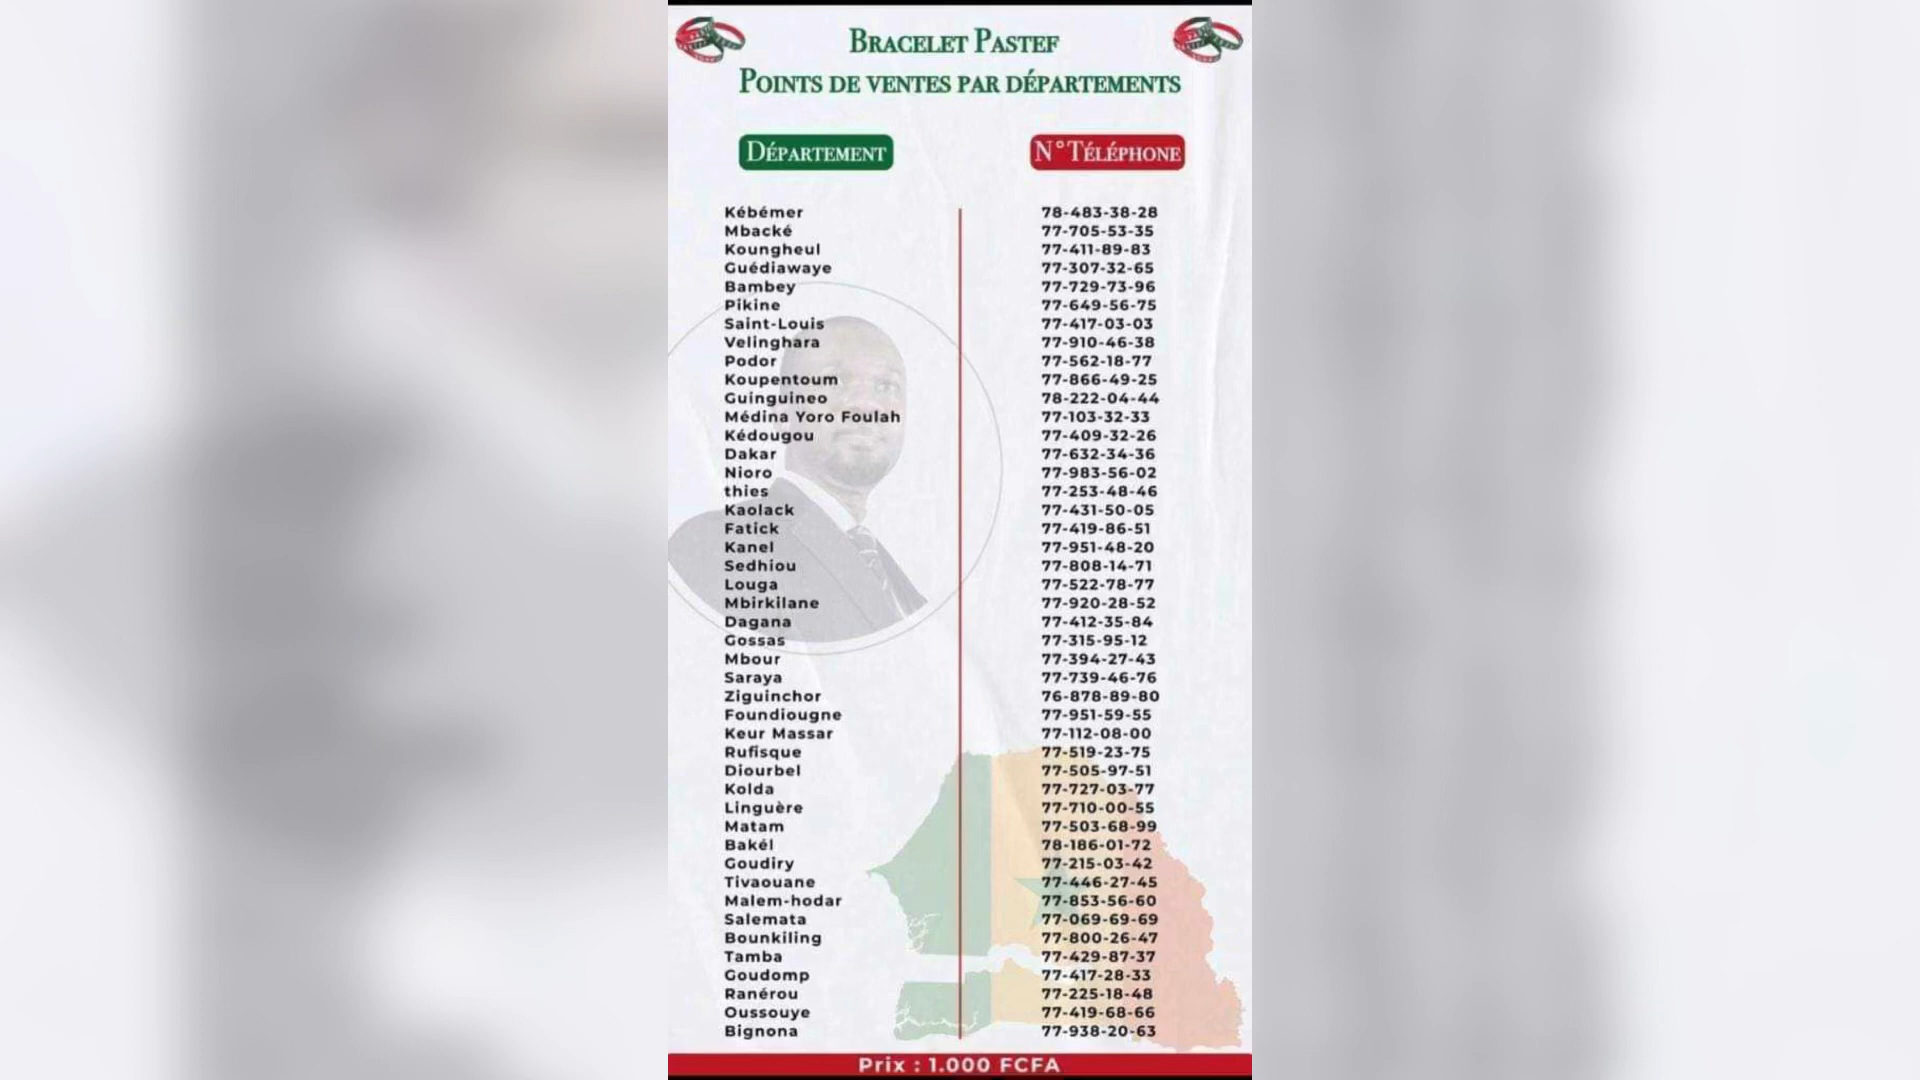 Bracelet Pastef
Points de ventes par départements
Département N°Téléphone
Kébémer 78-483-38-28
Mbacké 77-705-53-35
Koungheul 77-411-89-83
Guédiawaye 77-307-32-65
Bambey 77-729-73-96
Pikine 77-649-56-75
Saint-Louis 77-417-03-03
Velinghara 77-910-46-38
Podor 77-562-18-77
Koupentoum 77-866-49-25
Guinguineo 78-222-04-44
Médina Yoro Foulah 77-103-32-33
Kédougou 77-409-32-26
Dakar 77-632-34-36
Nioro 77-983-56-02
thies 77-253-48-46
Kaolack 77-431-50-05
Fatick 77-419-86-51
Kanel 77-951-48-20
Sedhiou 77-808-14-71
Louga 77-522-78-77
Mbirkilane 77-920-28-52
Dagana 77-412-35-84
Gossas 77-315-95-12
Mbour 77-394-27-43
Saraya 77-739-46-76
Ziguinchor 76-878-89-80
Foundiougne 77-951-59-55
Keur Massar 77-112-08-00
Rufisque 77-519-23-75
Diourbel 77-505-97-51
Kolda 77-727-03-77
Linguère 77-710-00-55
Matam 77-503-68-99
Bakél 78-186-01-72
Goudiry 77-215-03-42
Tivaouane 77-446-27-45
Malem-hodar 77-853-56-60
Salemata 77-069-69-69
Bounkiling 77-800-26-47
Tamba 77-429-87-37
Goudomp 77-417-28-33
Ranérou 77-225-18-48
Oussouye 77-419-68-66
Bignona 77-938-20-63
Prix : 1.000 FCFA